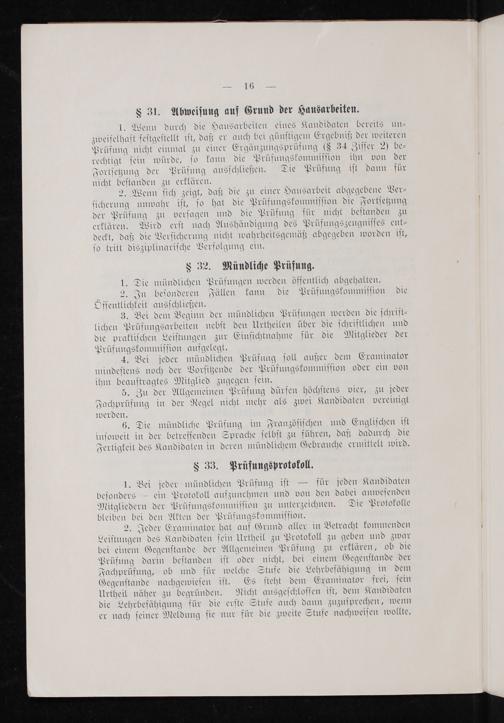 — 16 —
§ 31. Abweisung auf Grund der Hausarbeiten.
1. Wenn durch die Hausarbeiten eines Kandidaten bereits un-
zweifelhaft festgestellt ist, daß er auch bei günstigem Ergebniß der weiteren
Prüfung nicht einmal zu einer Ergänzungsprüfung (§ 34 Ziffer 2) be-
rechtigt sein würde, so kann die Prüfungskommission ihn von der
Fortsetzung der Prüfung ausschließen. Die Prüfung ist dann für
nicht bestanden zu erklären.
2. Wenn sich zeigt, daß die zu einer Hausarbeit abgegebene Ver-
sicherung unwahr ist, so hat die Prüfungskommission die Fortsetzung
der Prüfung zu versagen und die Prüfung für nicht bestanden zu
erklären. Wird erst nach Aushändigung des Prüfungszeugnisses ent-
deckt, daß die Versicherung nicht wahrheitsgemäß abgegeben worden ist,
so tritt disziplinarische Verfolgung ein.
§ 32. Mündliche Prüfung.
1. Die mündlichen Prüfungen werden öffentlich abgehalten.
2. In besonderen Fällen kann die Prüfungskommission die
Öffentlichkeit ausschließen.
3. Bei dem Beginn der mündlichen Prüfungen werden die schrift-
lichen Prüfungsarbeiten nebst den Urtheilen über die schriftlichen und
die praktischen Leistungen zur Einsichtnahme für die Mitglieder der
Prüfungskommission aufgelegt.
4. Bei jeder mündlichen Prüfung soll außer dem Examinator
mindestens noch der Vorsitzende der Prüfungskommission oder ein von
ihm beauftragtes Mitglied zugegen sein.
5. Zu der Allgemeinen Prüfung dürfen höchstens vier, zu jeder
Fachprüfung in der Regel nicht mehr als zwei Kandidaten vereinigt
werden.
6. Die mündliche Prüfung im Französischen und Englischen ist
insoweit in der betreffenden Sprache selbst zu führen, daß dadurch die
Fertigkeit des Kandidaten in deren mündlichem Gebrauche ermittelt wird.
§ 33. Prüfungsprotokoll.
1. Bei jeder mündlichen Prüfung ist — für jeden Kandidaten
besonders — ein Protokoll aufzunehmen und von den dabei anwesenden
Mitgliedern der Prüfungskommission zu unterzeichnen. Die Protokolle
bleiben bei den Akten der Prüfungskommission.
2. Jeder Examinator hat auf Grund aller in Betracht kommenden
Leistungen des Kandidaten sein Urtheil zu Protokoll zu geben und zwar
bei einem Gegenstande der Allgemeinen Prüfung zu erklären, ob die
Prüfung darin bestanden ist oder nicht, bei einem Gegenstande der
Fachprüfung, ob und für welche Stufe die Lehrbefähigung in dem
Gegenstande nachgewiesen ist. Es steht dem Examinator frei, sein
Urtheil näher zu begründen. Nicht ausgeschlossen ist, dem Kandidaten
die Lehrbefähigung für die erste Stufe auch dann zuzusprechen, wenn
er nach seiner Meldung sie nur für die zweite Stufe nachweisen wollte.